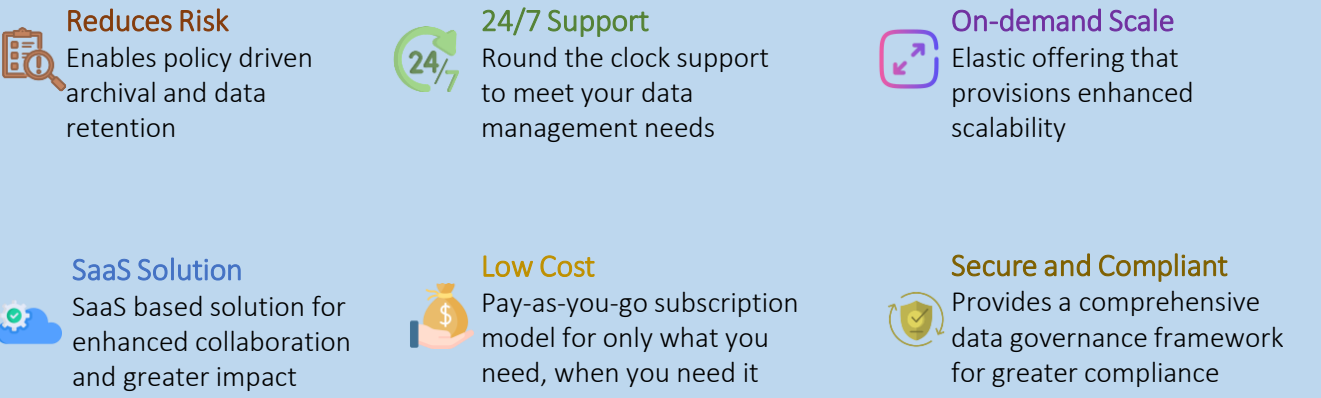 Reduces Risk
Enables policy driven
archival and data
retention
24/7
24/7 Support
Round the clock support
to meet your data
management needs
On-demand Scale
Elastic offering that
provisions enhanced
scalability
SaaS Solution
SaaS based solution for
enhanced collaboration
and greater impact
$
Low Cost
Pay-as-you-go subscription
model for only what you
need, when you need it
Secure and Compliant
Provides a comprehensive
data governance framework
for greater compliance